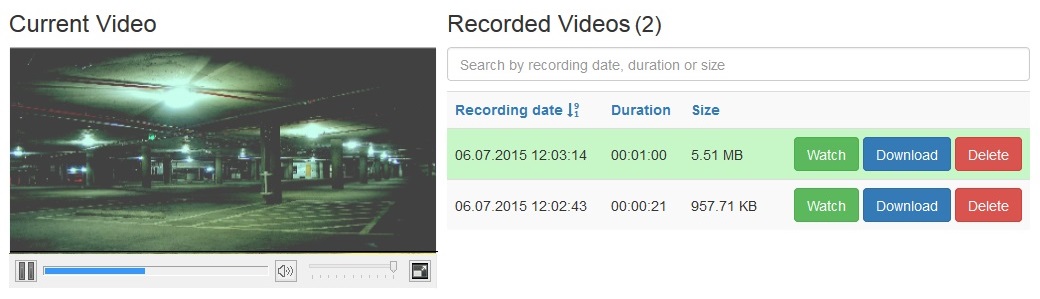 Current Video
Recorded Videos (2)
Search by recording date, duration or size
Recording date 9 1 Duration Size
06.07.2015 12:03:14 00:01:00 5.51 MB Watch Download Delete
06.07.2015 12:02:43 00:00:21 957.71 KB Watch Download Delete